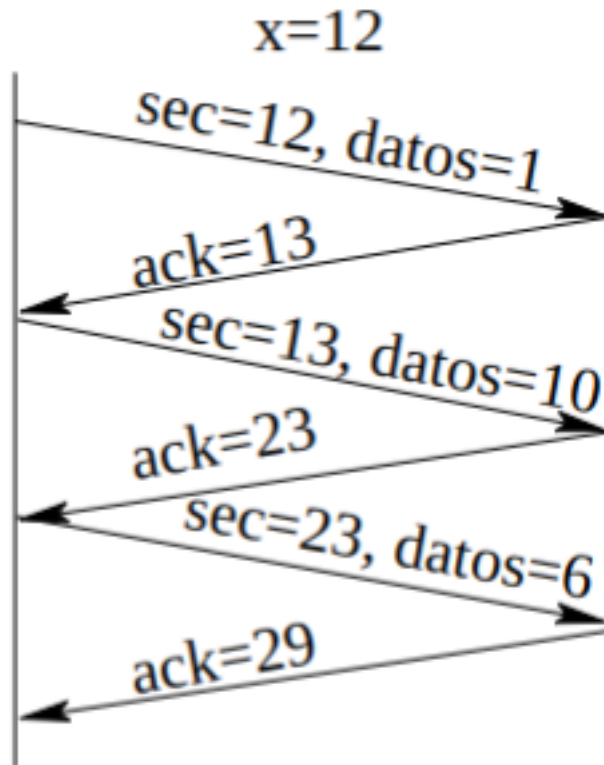 x=12
sec=12, datos=1
ack=13
sec=13, datos=10
ack=23
sec=23, datos=6
ack=29